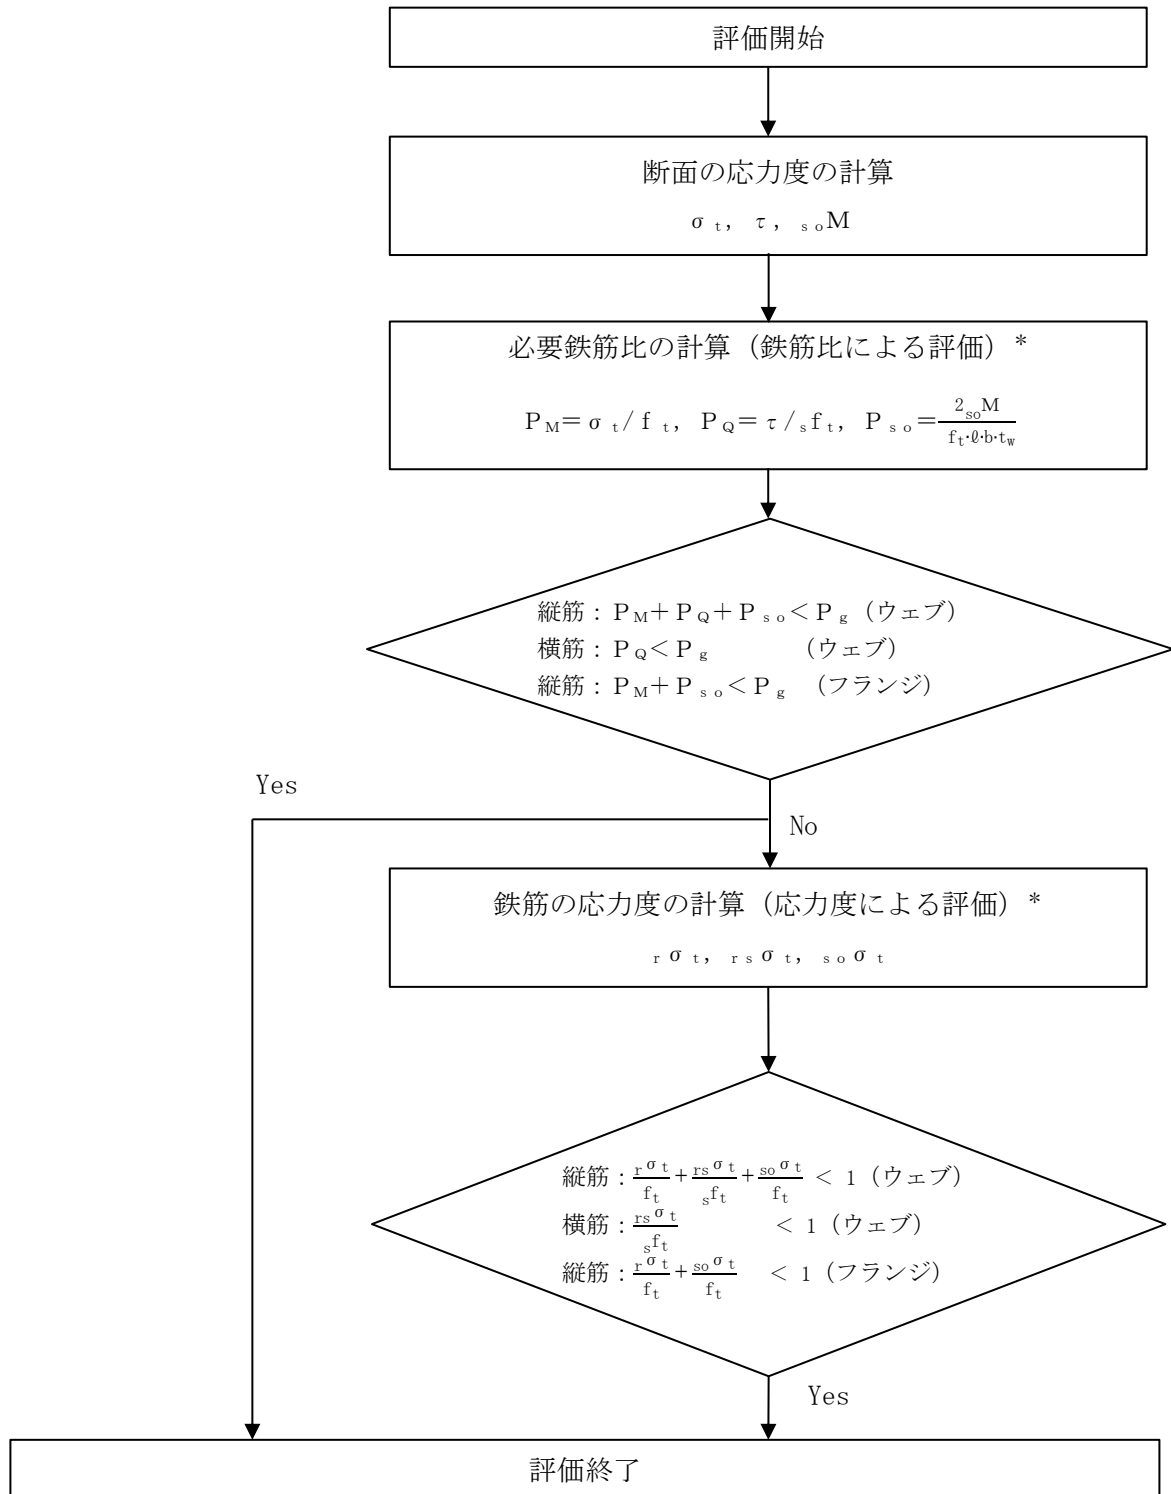 評価開始
断面の応力度の計算
σt, τ, soM
必要鉄筋比の計算（鉄筋比による評価）*
PM＝σt/ft, PQ＝τ/sft, Pso＝2soM/ft·ℓ·b·tw
縦筋：PM＋PQ＋Pso＜Pg（ウェブ）
横筋：PQ＜Pg （ウェブ）
縦筋：PM＋Pso＜Pg （フランジ）
Yes
No
鉄筋の応力度の計算（応力度による評価）*
rσt, rsσt, soσt
縦筋：rσt/ft+rsσt/sft+soσt/ft < 1（ウェブ）
横筋：rsσt/sft < 1（ウェブ）
縦筋：rσt/ft+soσt/ft < 1（フランジ）
Yes
評価終了